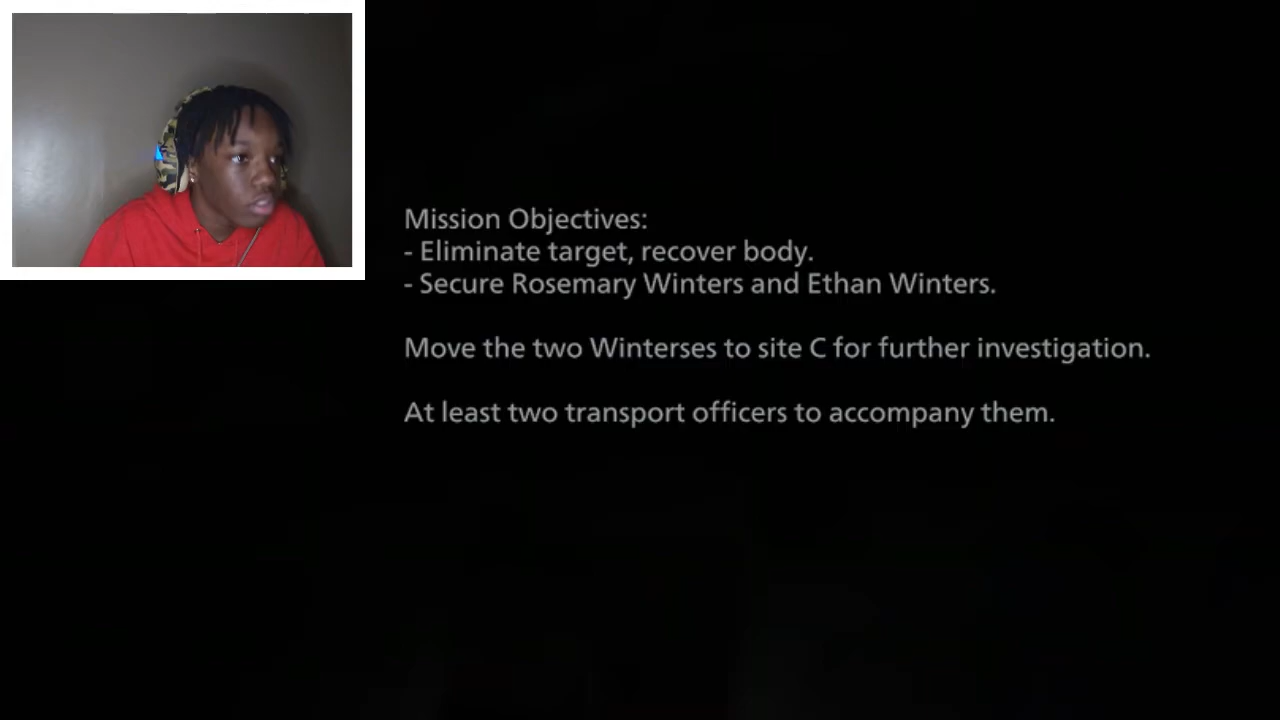 Mission Objectives:
- Eliminate target, recover body.
- Secure Rosemary Winters and Ethan Winters.
Move the two Winterses to site C for further investigation.
At least two transport officers to accompany them.